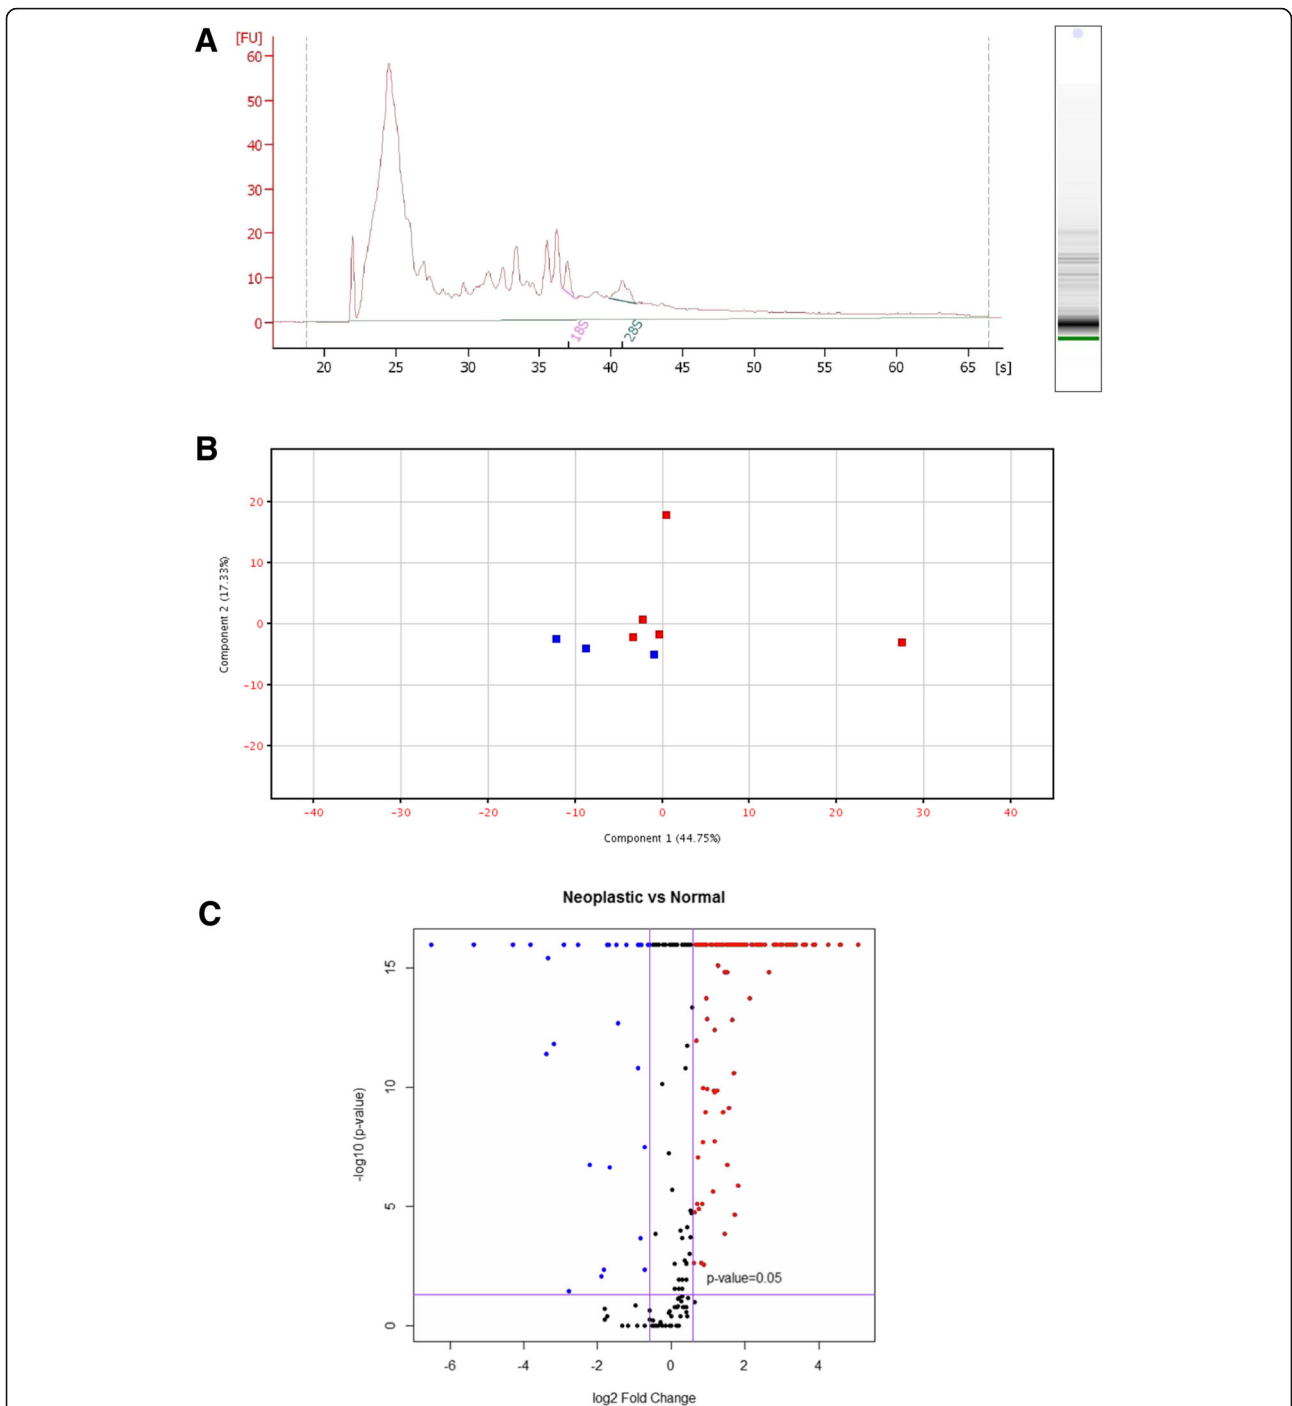 A
[FU]
60
50
40
30
20
10
0
18S
28S
20 25 30 35 40 45 50 55 60 65 [s]
B
Component 2 (17.33%)
20
10
0
-10
-20
-40 -30 -20 -10 0 10 20 30 40
Component 1 (44.75%)
C
Neoplastic vs Normal
-log10 (p-value)
15
10
5
0
p-value=0.05
-6 -4 -2 0 2 4
log2 Fold Change